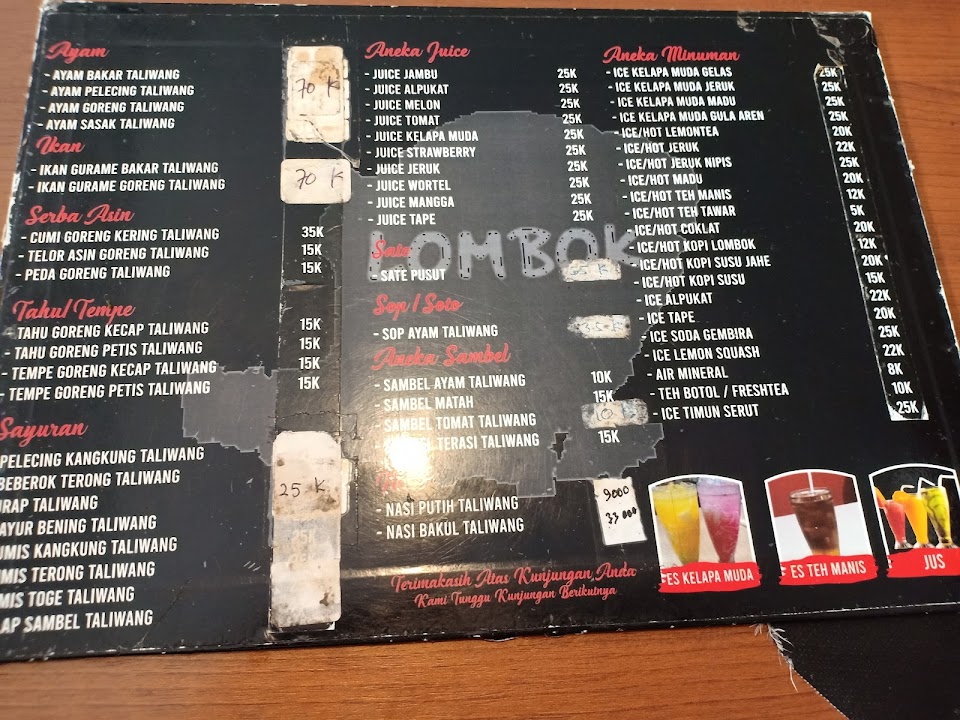 Ayam
- AYAM BAKAR TALIWANG
- AYAM PELECING TALIWANG
- AYAM GORENG TALIWANG
- AYAM SASAK TALIWANG
70 K
Ikan
- IKAN GURAME BAKAR TALIWANG
- IKAN GURAME GORENG TALIWANG
70 K
Serba Asin
- CUMI GORENG KERING TALIWANG 35K
- TELOR ASIN GORENG TALIWANG 15K
- PEDA GORENG TALIWANG 15K
Tahu/Tempe
- TAHU GORENG KECAP TALIWANG 15K
- TAHU GORENG PETIS TALIWANG 15K
- TEMPE GORENG KECAP TALIWANG 15K
- TEMPE GORENG PETIS TALIWANG 15K
Sayuran
PELECING KANGKUNG TALIWANG
BEBEROK TERONG TALIWANG
URAP TALIWANG
AYUR BENING TALIWANG
UMIS KANGKUNG TALIWANG
MIS TERONG TALIWANG
MIS TOGE TALIWANG
AP SAMBEL TALIWANG
25 K
Aneka Juice
- JUICE JAMBU 25K
- JUICE ALPUKAT 25K
- JUICE MELON 25K
- JUICE TOMAT 25K
- JUICE KELAPA MUDA 25K
- JUICE STRAWBERRY 25K
- JUICE JERUK 25K
- JUICE WORTEL 25K
- JUICE MANGGA 25K
- JUICE TAPE 25K
LOMBOK
Sate
- SATE PUSUT
Sop / Soto
- SOP AYAM TALIWANG
Aneka Sambel
- SAMBEL AYAM TALIWANG 10K
- SAMBEL MATAH 15K
- SAMBEL TOMAT TALIWANG
SAMBEL TERASI TALIWANG 15K
- NASI PUTIH TALIWANG 9000
- NASI BAKUL TALIWANG 33000
Terimakasih Atas Kunjungan Anda
Kami Tunggu Kunjungan Berikutnya
Aneka Minuman
- ICE KELAPA MUDA GELAS 25K
- ICE KELAPA MUDA JERUK 25K
- ICE KELAPA MUDA MADU 25K
- ICE KELAPA MUDA GULA AREN 25K
- ICE/HOT LEMONTEA 20K
- ICE/HOT JERUK 22K
- ICE/HOT JERUK NIPIS 25K
- ICE/HOT MADU 20K
- ICE/HOT TEH MANIS 12K
- ICE/HOT TEH TAWAR 5K
- ICE/HOT COKLAT 20K
- ICE/HOT KOPI LOMBOK 12K
- ICE/HOT KOPI SUSU JAHE 20K
- ICE/HOT KOPI SUSU 15K
- ICE ALPUKAT 22K
- ICE TAPE 20K
- ICE SODA GEMBIRA 25K
- ICE LEMON SQUASH 22K
- AIR MINERAL 8K
- TEH BOTOL / FRESHTEA 10K
- ICE TIMUN SERUT 25K
ES KELAPA MUDA
ES TEH MANIS
JUS